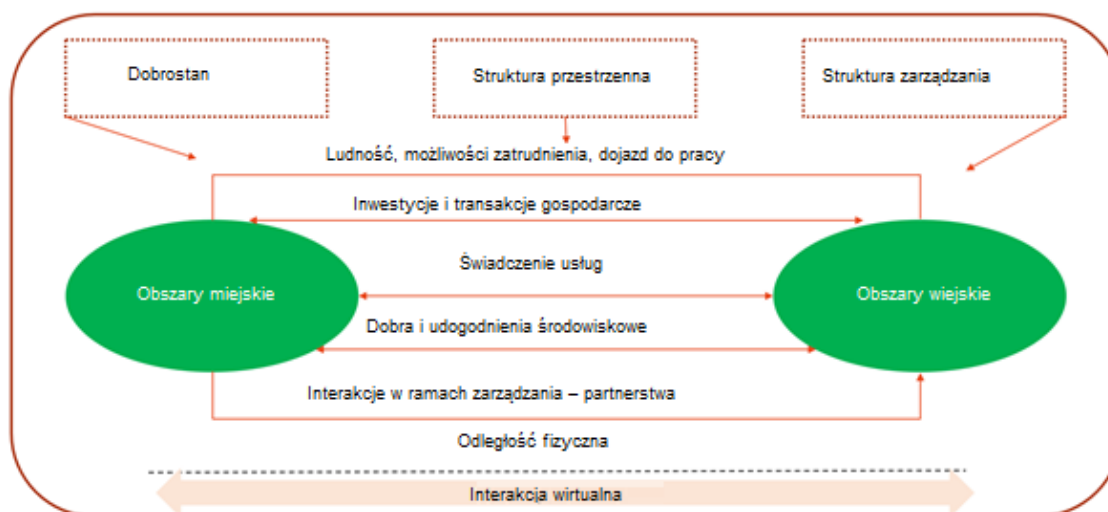 Dobrostan
Struktura przestrzenna
Struktura zarządzania
Ludność, możliwości zatrudnienia, dojazd do pracy
Inwestycje i transakcje gospodarcze
Świadczenie usług
Obszary miejskie
Obszary wiejskie
Dobra i udogodnienia środowiskowe
Interakcje w ramach zarządzania – partnerstwa
Odległość fizyczna
Interakcja wirtualna